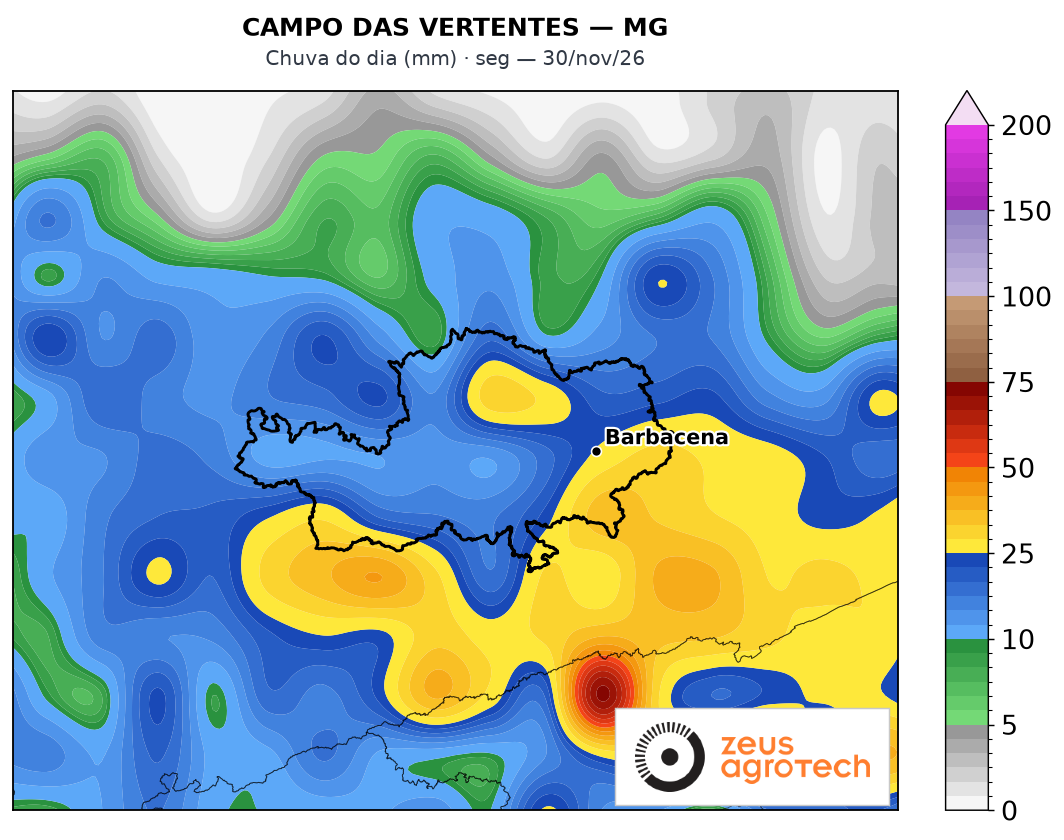 CAMPO DAS VERTENTES — MG
Chuva do dia (mm) · seg — 30/nov/26
200
150
100
75
50
25
10
5
0
Barbacena
zeus
agrotech